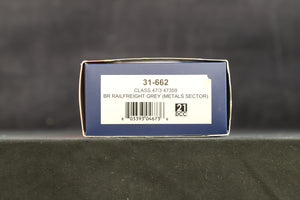 31-662
CLASS 47/3 47359
BR RAILFREIGHT GREY (METALS SECTOR)
21
DCC